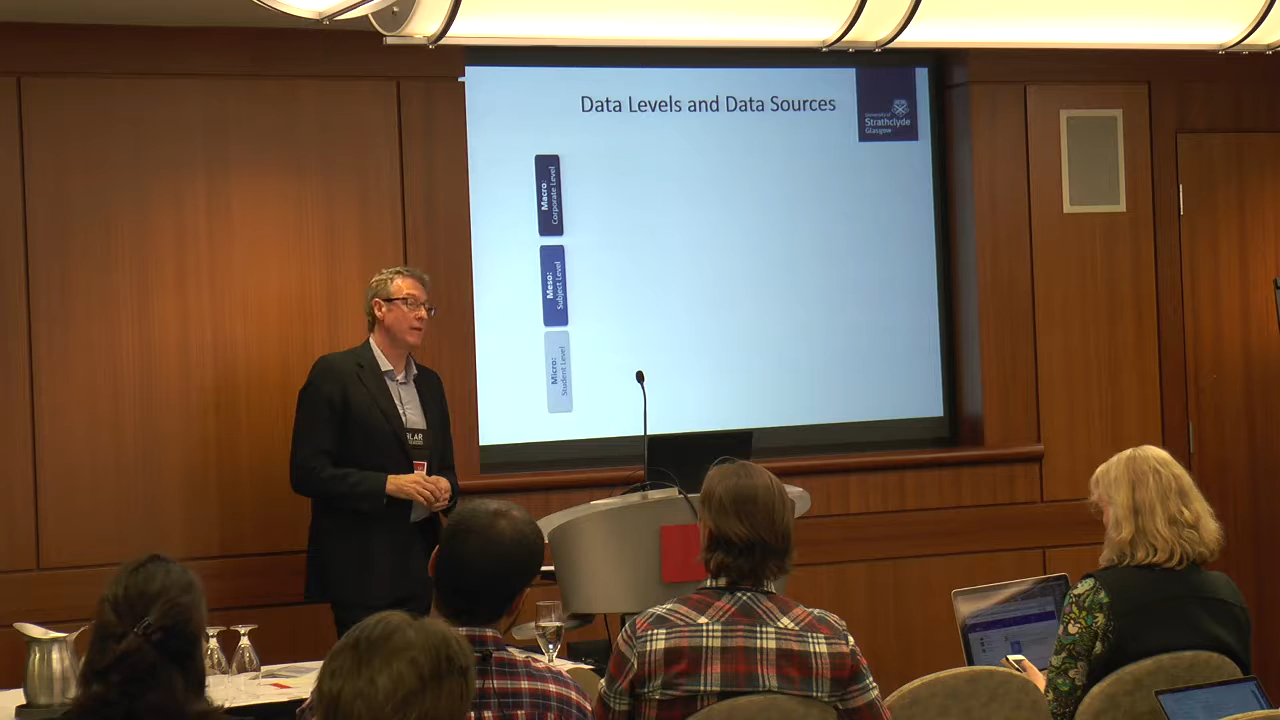 Data Levels and Data Sources
University of
Strathclyde
Glasgow
Macro:
Corporate Level
Meso:
Subject Level
Micro:
Student Level